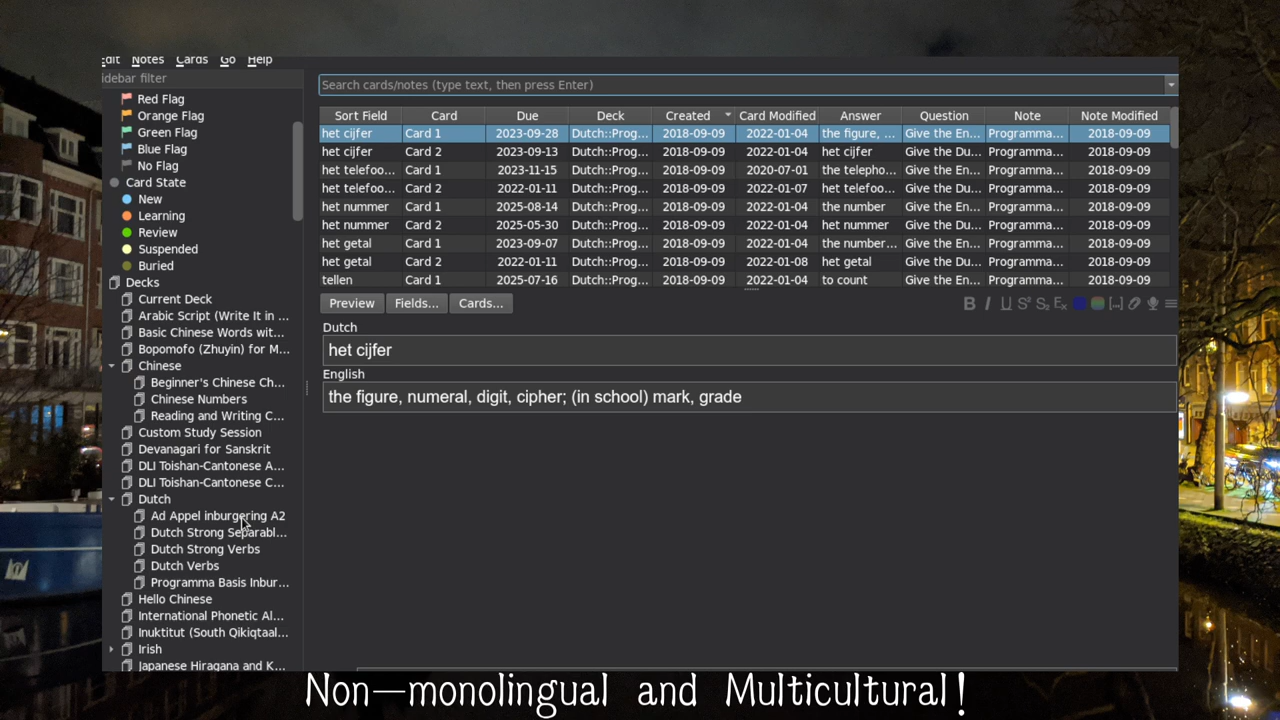 Edit Notes Cards Go Help
idebar filter
Red Flag
Orange Flag
Green Flag
Blue Flag
No Flag
Card State
New
Learning
Review
Suspended
Buried
Decks
Current Deck
Arabic Script (Write It in ...
Basic Chinese Words wit...
Bopomofo (Zhuyin) for M...
Chinese
Beginner's Chinese Ch...
Chinese Numbers
Reading and Writing C...
Custom Study Session
Devanagari for Sanskrit
DLI Toishan-Cantonese A...
DLI Toishan-Cantonese C...
Dutch
Ad Appel inburgering A2
Dutch Strong Separabl...
Dutch Strong Verbs
Dutch Verbs
Programma Basis Inbur...
Hello Chinese
International Phonetic Al...
Inuktitut (South Qikiqtaal...
Irish
Japanese Hiragana and K...
Search cards/notes (type text, then press Enter)
Sort Field Card Due Deck Created Card Modified Answer Question Note Note Modified
het cijfer Card 1 2023-09-28 Dutch::Prog... 2018-09-09 2022-01-04 the figure, ... Give the En... Programma... 2018-09-09
het cijfer Card 2 2023-09-13 Dutch::Prog... 2018-09-09 2022-01-04 het cijfer Give the Du... Programma... 2018-09-09
het telefoo... Card 1 2023-11-15 Dutch::Prog... 2018-09-09 2020-07-01 the telepho... Give the En... Programma... 2018-09-09
het telefoo... Card 2 2022-01-11 Dutch::Prog... 2018-09-09 2022-01-07 het telefoo... Give the Du... Programma... 2018-09-09
het nummer Card 1 2025-08-14 Dutch::Prog... 2018-09-09 2022-01-04 the number Give the En... Programma... 2018-09-09
het nummer Card 2 2025-05-30 Dutch::Prog... 2018-09-09 2022-01-04 het nummer Give the Du... Programma... 2018-09-09
het getal Card 1 2023-09-07 Dutch::Prog... 2018-09-09 2022-01-04 the number... Give the En... Programma... 2018-09-09
het getal Card 2 2022-01-11 Dutch::Prog... 2018-09-09 2022-01-08 het getal Give the Du... Programma... 2018-09-09
tellen Card 1 2025-07-16 Dutch::Prog... 2018-09-09 2022-01-04 to count Give the En... Programma... 2018-09-09
Preview Fields... Cards... B I U S² S₂ Ex [...]
Dutch
het cijfer
English
the figure, numeral, digit, cipher; (in school) mark, grade
Non—monolingual and Multicultural!